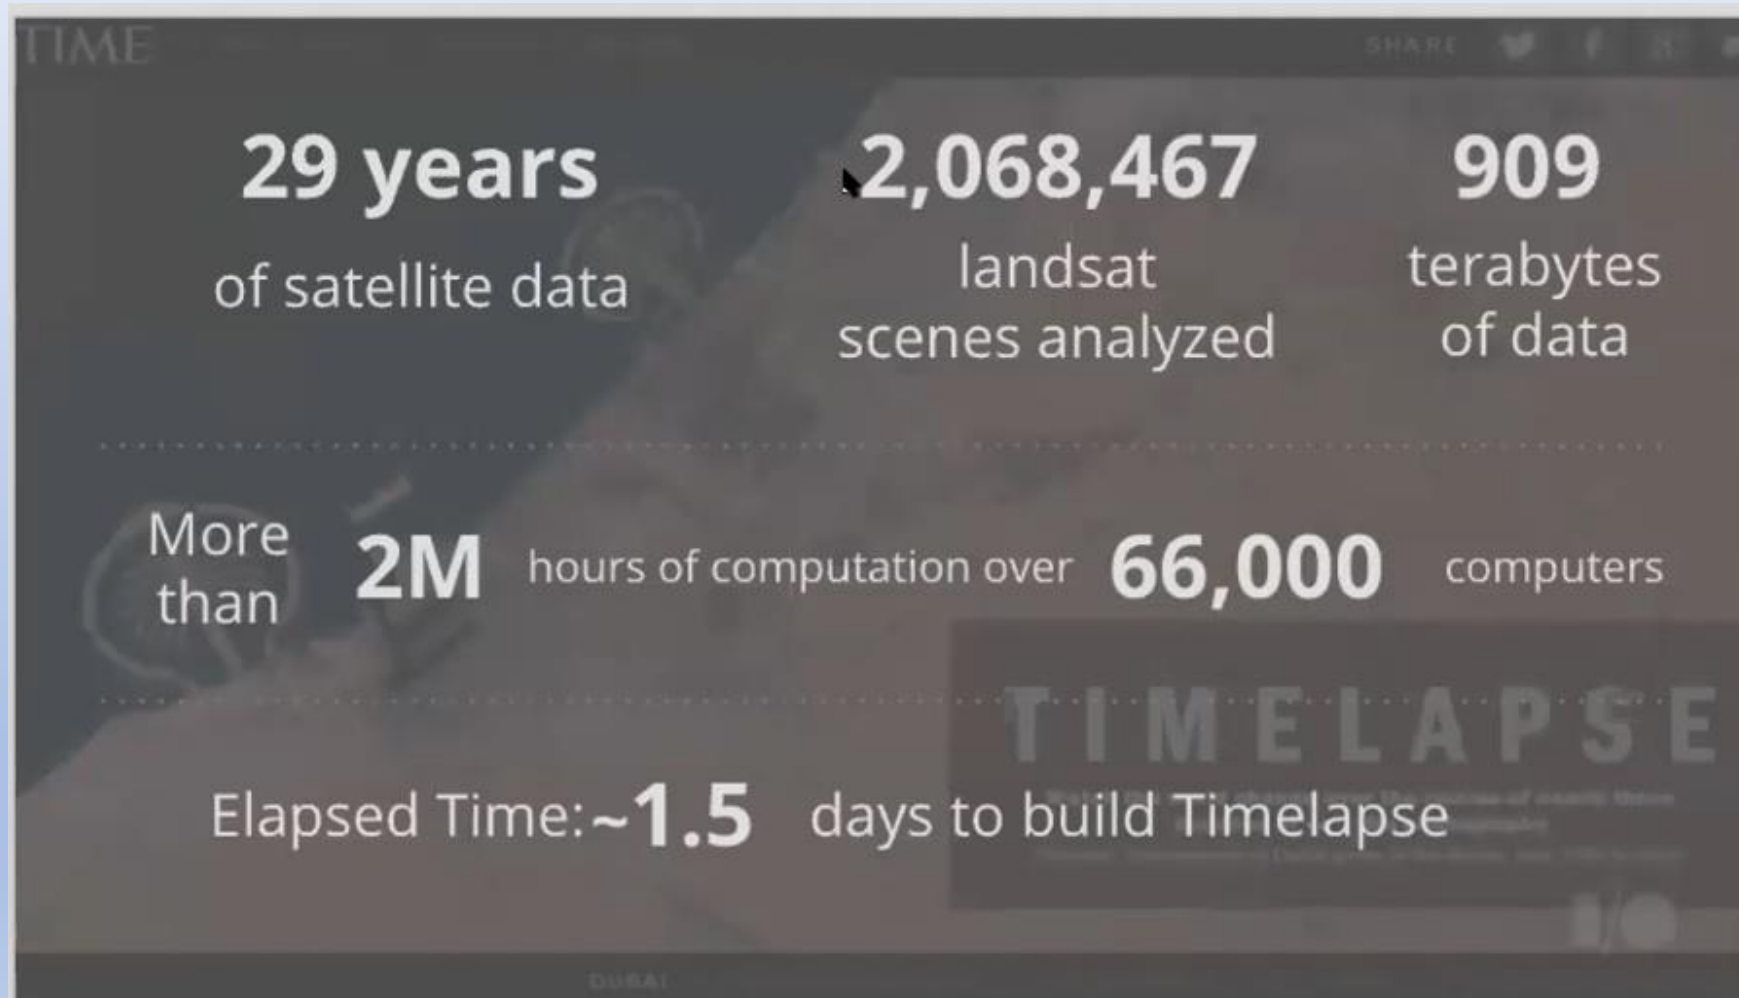 TIME
SHARE
29 years
of satellite data
2,068,467
landsat
scenes analyzed
909
terabytes
of data
More
than
2M hours of computation over 66,000 computers
TIMELAPSE
Elapsed Time: ~1.5 days to build Timelapse
I/O
DUBAI